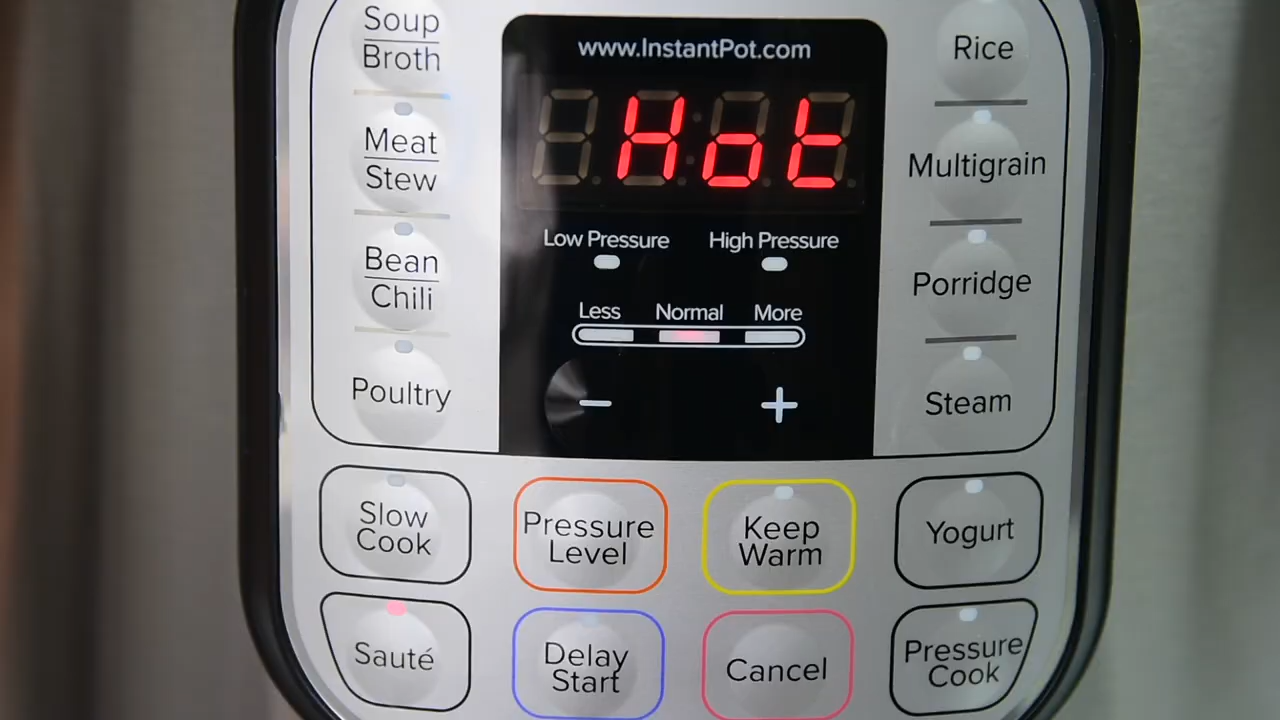 www.InstantPot.com
Hot
Low Pressure High Pressure
Less Normal More
− +
Soup
Broth
Meat
Stew
Bean
Chili
Poultry
Rice
Multigrain
Porridge
Steam
Slow
Cook
Pressure
Level
Keep
Warm
Yogurt
Sauté
Delay
Start
Cancel
Pressure
Cook